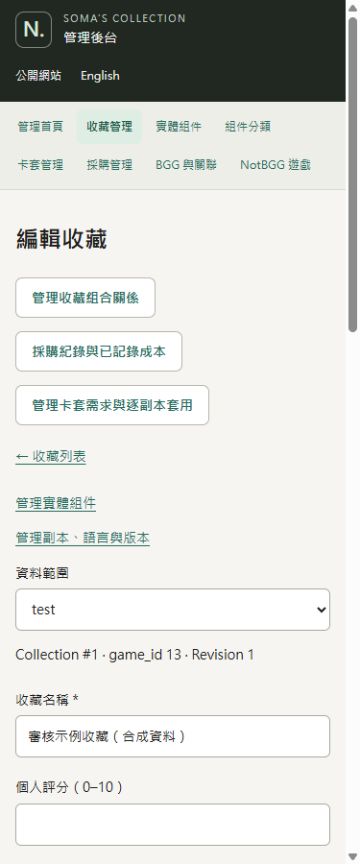 N.
SOMA'S COLLECTION
管理後台
公開網站 English
管理首頁 收藏管理 實體組件 組件分類
卡套管理 採購管理 BGG 與關聯 NotBGG 遊戲
編輯收藏
管理收藏組合關係
採購紀錄與已記錄成本
管理卡套需求與逐副本套用
← 收藏列表
管理實體組件
管理副本、語言與版本
資料範圍
test
Collection #1 · game_id 13 · Revision 1
收藏名稱 *
審核示例收藏（合成資料）
個人評分（0–10）